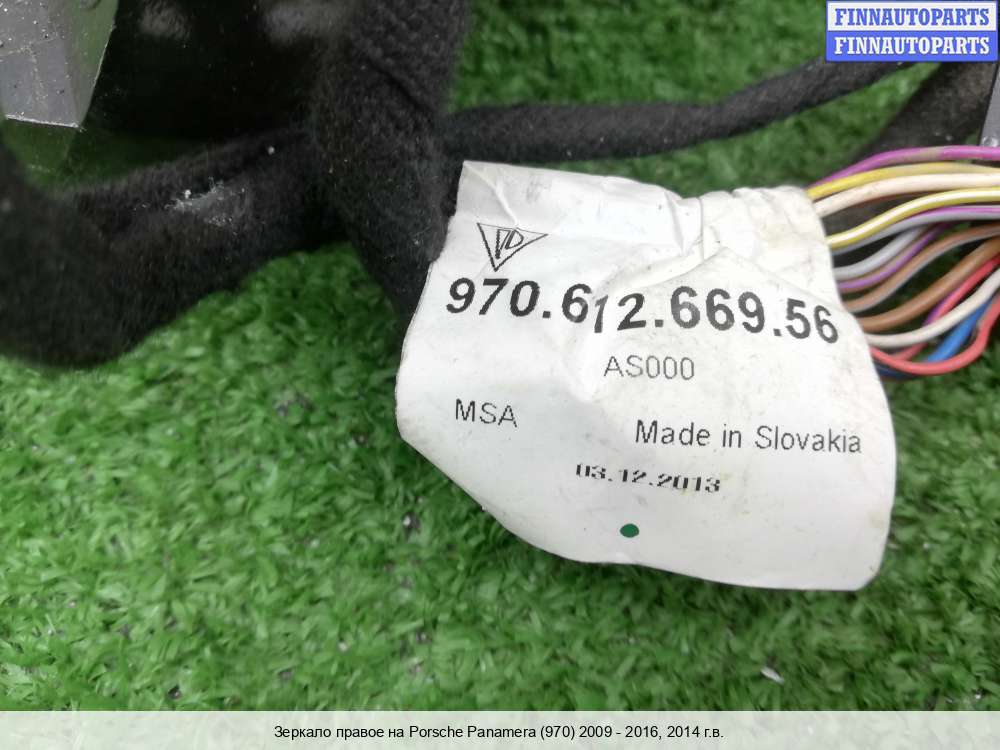 FINNAUTOPARTS
FINNAUTOPARTS
970.612.669.56
AS000
MSA
Made in Slovakia
03.12.2013
Зеркало правое на Porsche Panamera (970) 2009 - 2016, 2014 г.в.